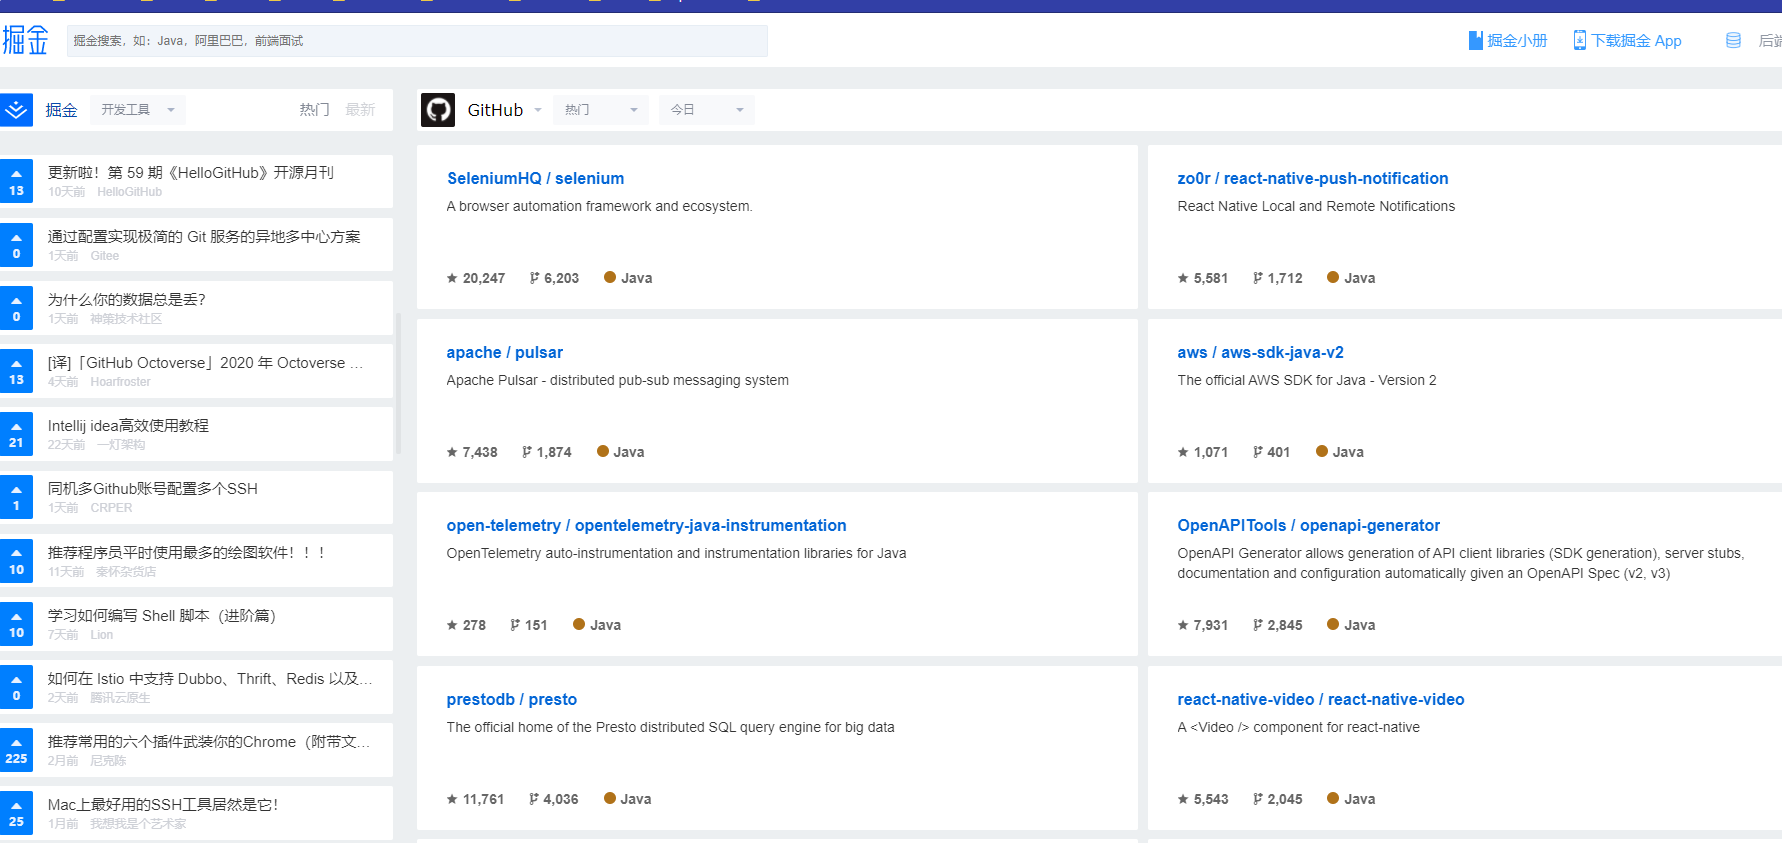 掘金
掘金搜索，如：Java，阿里巴巴，前端面试
掘金小册
下载掘金 App
后端
掘金
开发工具
热门
最新
更新啦！第 59 期《HelloGitHub》开源月刊
13
10天前 HelloGitHub
通过配置实现极简的 Git 服务的异地多中心方案
0
1天前 Gitee
为什么你的数据总是丢？
0
1天前 神策技术社区
[译]「GitHub Octoverse」2020 年 Octoverse ...
13
4天前 Hoarfroster
Intellij idea高效使用教程
21
22天前 一灯架构
同机多Github账号配置多个SSH
1
1天前 CRPER
推荐程序员平时使用最多的绘图软件！！！
10
11天前 秦怀杂货店
学习如何编写 Shell 脚本（进阶篇）
10
7天前 Lion
如何在 Istio 中支持 Dubbo、Thrift、Redis 以及...
0
2天前 腾讯云原生
推荐常用的六个插件武装你的Chrome（附带文...
225
2月前 尼克陈
Mac上最好用的SSH工具居然是它！
25
1月前 我想我是个艺术家
GitHub
热门
今日
SeleniumHQ / selenium
A browser automation framework and ecosystem.
20,247 6,203 Java
zo0r / react-native-push-notification
React Native Local and Remote Notifications
5,581 1,712 Java
apache / pulsar
Apache Pulsar - distributed pub-sub messaging system
7,438 1,874 Java
aws / aws-sdk-java-v2
The official AWS SDK for Java - Version 2
1,071 401 Java
open-telemetry / opentelemetry-java-instrumentation
OpenTelemetry auto-instrumentation and instrumentation libraries for Java
278 151 Java
OpenAPITools / openapi-generator
OpenAPI Generator allows generation of API client libraries (SDK generation), server stubs,
documentation and configuration automatically given an OpenAPI Spec (v2, v3)
7,931 2,845 Java
prestodb / presto
The official home of the Presto distributed SQL query engine for big data
11,761 4,036 Java
react-native-video / react-native-video
A <Video /> component for react-native
5,543 2,045 Java